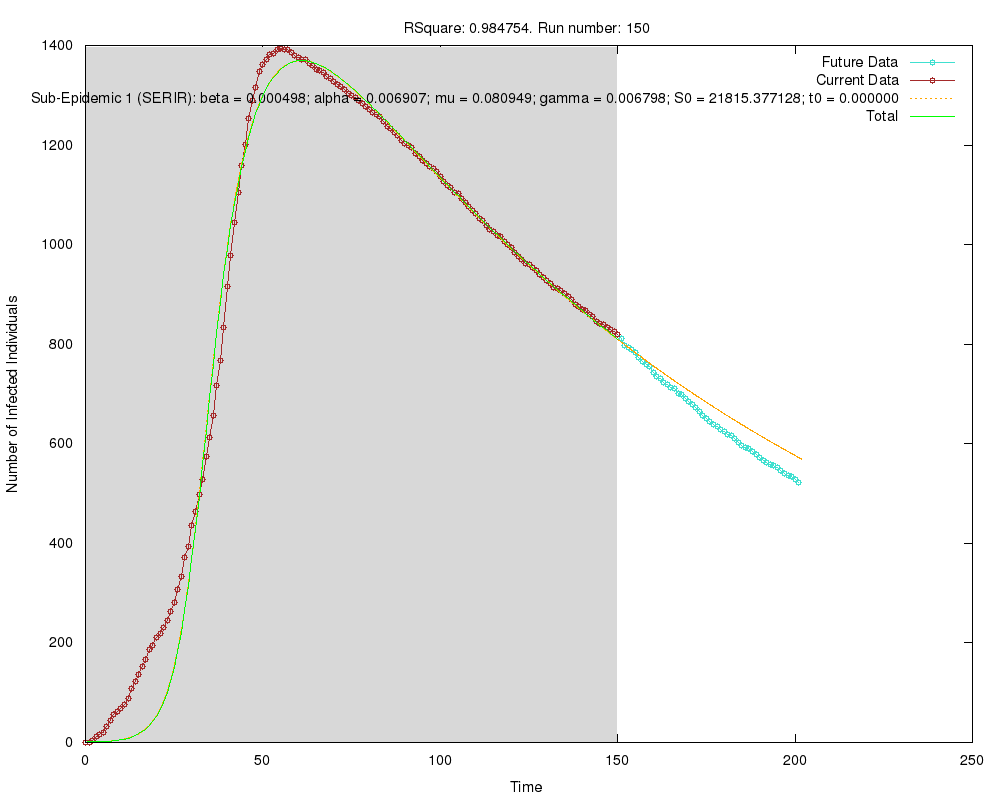 RSquare: 0.984754. Run number: 150
1400
1200
1000
800
600
400
200
0
Number of Infected Individuals
Future Data
Current Data
Sub-Epidemic 1 (SERIR): beta = 0.000498; alpha = 0.006907; mu = 0.080949; gamma = 0.006798; S0 = 21815.377128; t0 = 0.000000
Total
0 50 100 150 200 250
Time